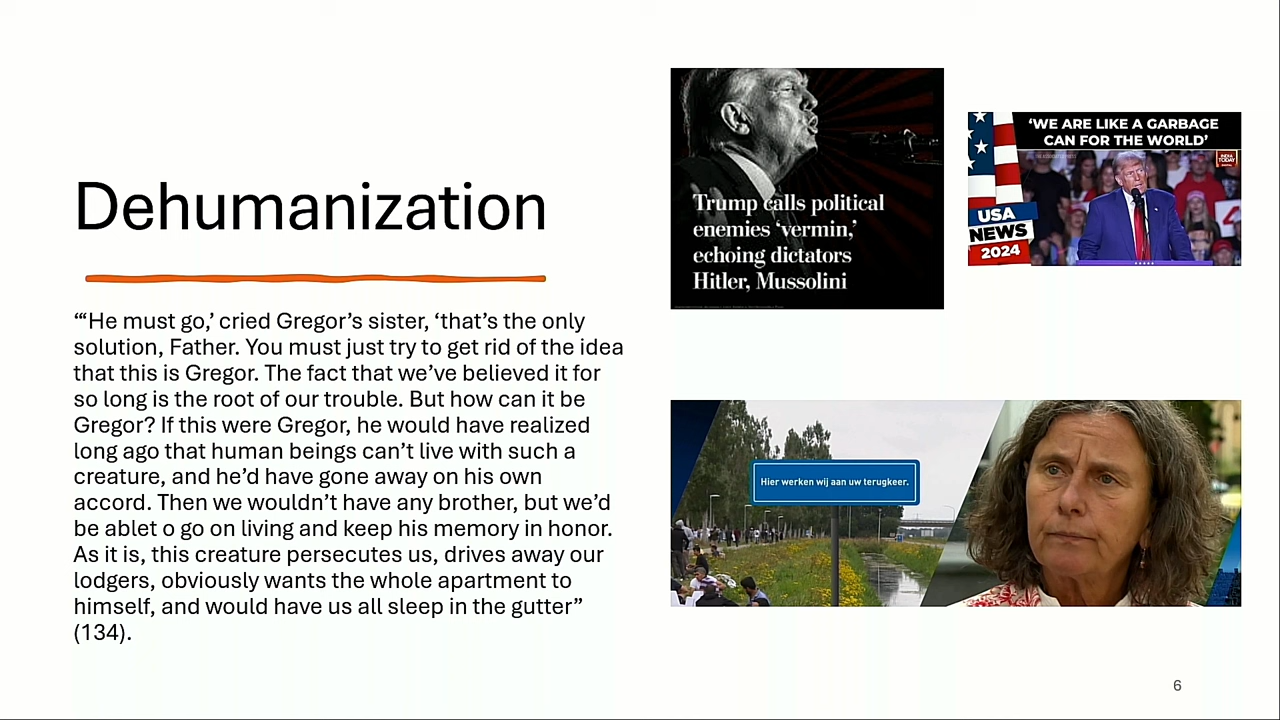 Dehumanization
“‘He must go,’ cried Gregor’s sister, ‘that’s the only
solution, Father. You must just try to get rid of the idea
that this is Gregor. The fact that we’ve believed it for
so long is the root of our trouble. But how can it be
Gregor? If this were Gregor, he would have realized
long ago that human beings can’t live with such a
creature, and he’d have gone away on his own
accord. Then we wouldn’t have any brother, but we’d
be ablet o go on living and keep his memory in honor.
As it is, this creature persecutes us, drives away our
lodgers, obviously wants the whole apartment to
himself, and would have us all sleep in the gutter”
(134).
Trump calls political
enemies ‘vermin,’
echoing dictators
Hitler, Mussolini
‘WE ARE LIKE A GARBAGE
CAN FOR THE WORLD’
INDIA
TODAY
USA
NEWS
2024
Hier werken wij aan uw terugkeer.
6